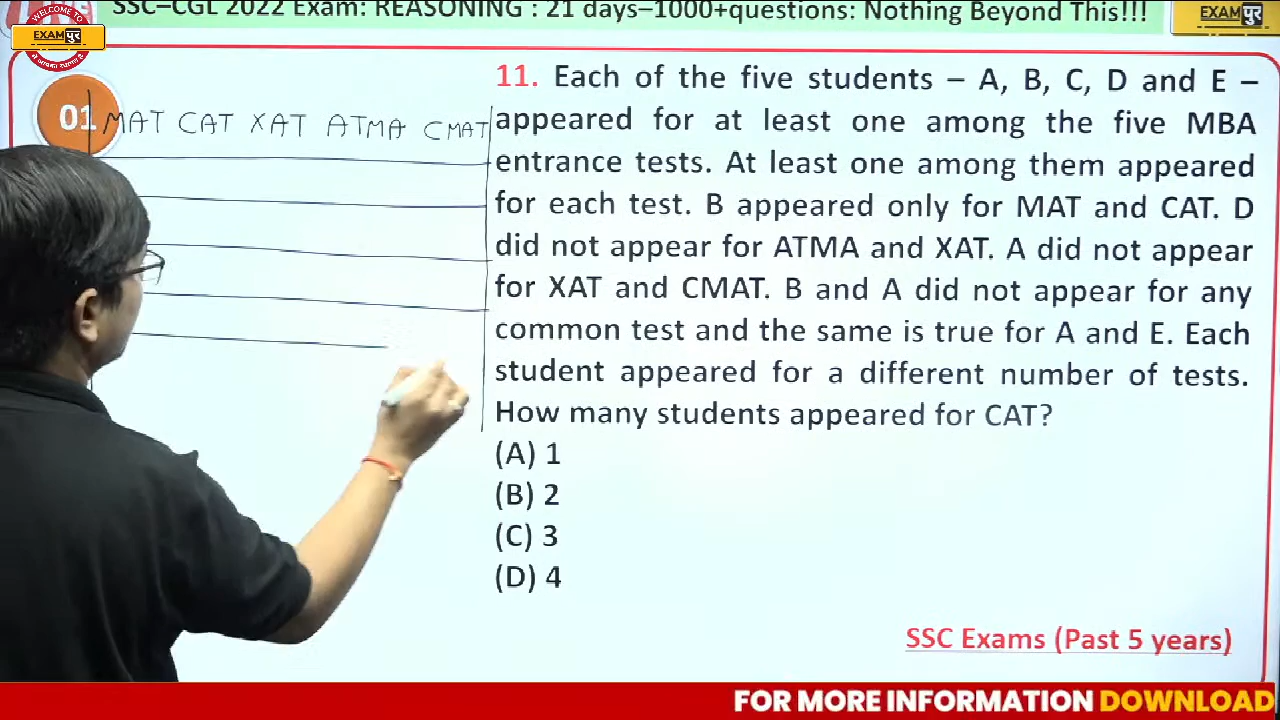 SSC–CGL 2022 Exam: REASONING : 21 days–1000+questions: Nothing Beyond This!!!
WELCOME TO
EXAMपुर
EXAMपुर
01
MAT CAT XAT ATMA CMAT
11. Each of the five students – A, B, C, D and E –
appeared for at least one among the five MBA
entrance tests. At least one among them appeared
for each test. B appeared only for MAT and CAT. D
did not appear for ATMA and XAT. A did not appear
for XAT and CMAT. B and A did not appear for any
common test and the same is true for A and E. Each
student appeared for a different number of tests.
How many students appeared for CAT?
(A) 1
(B) 2
(C) 3
(D) 4
SSC Exams (Past 5 years)
FOR MORE INFORMATION DOWNLOAD